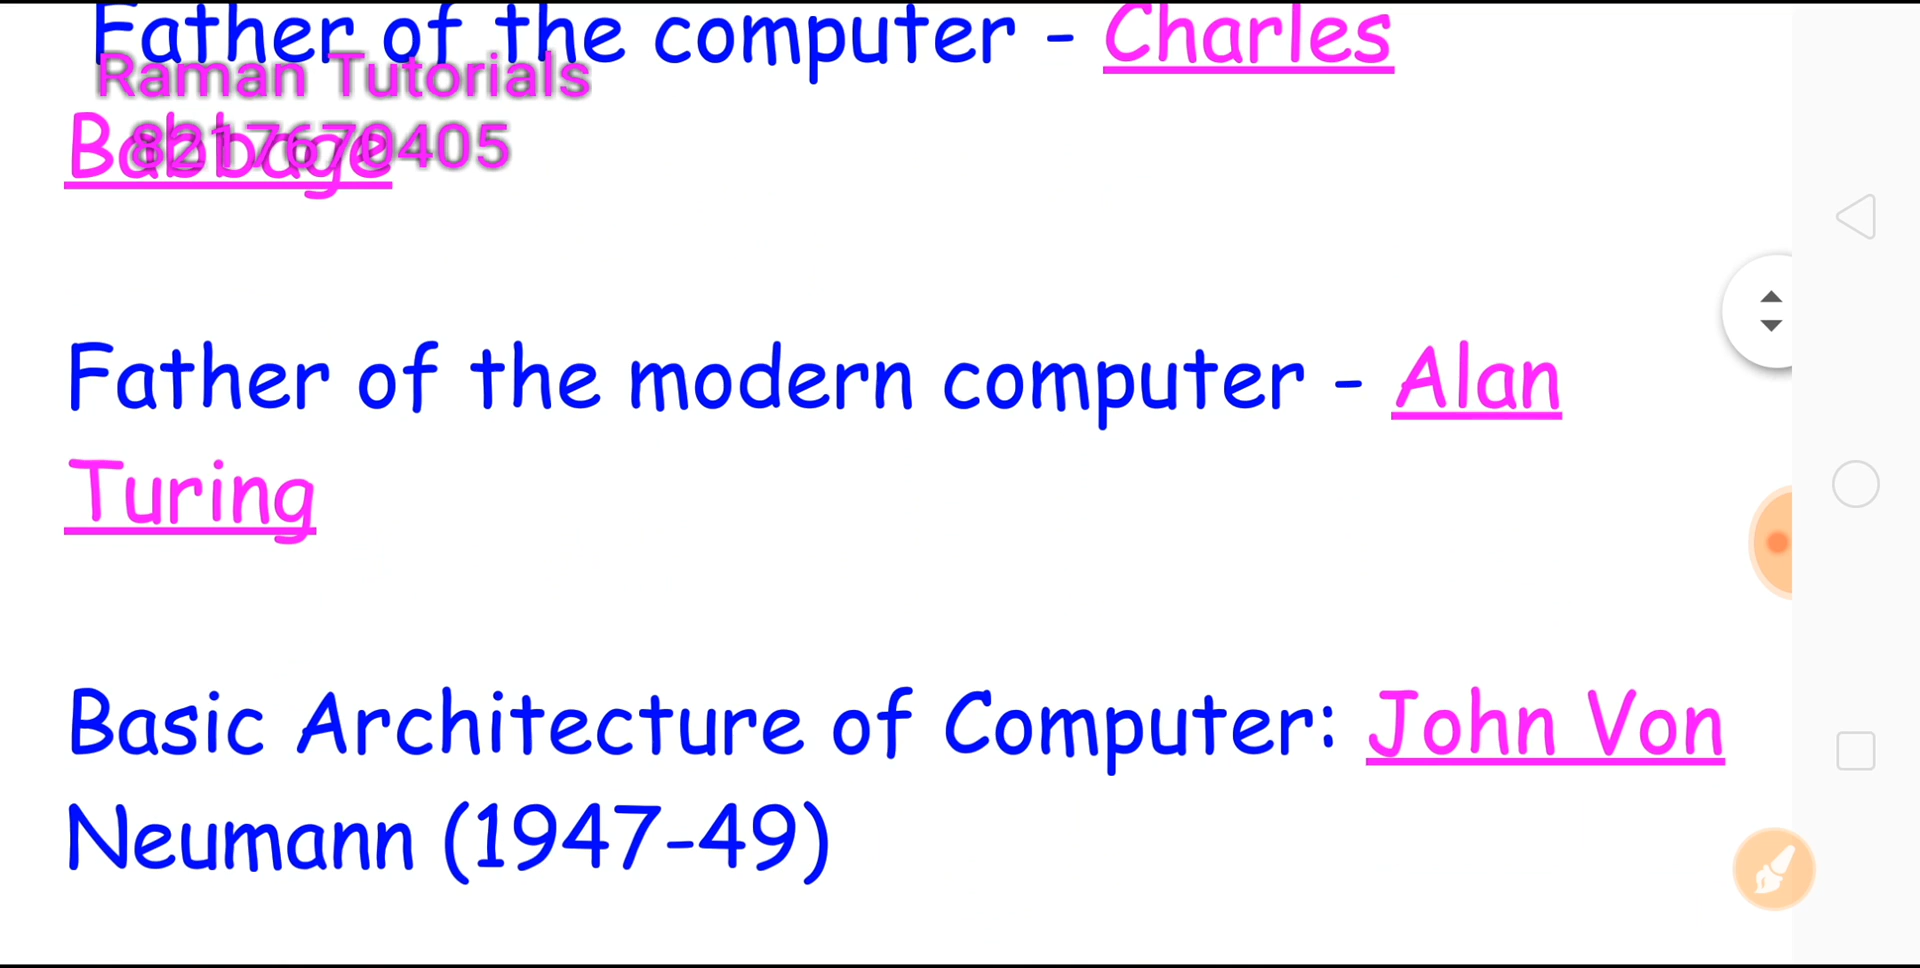 Father of the computer - Charles
Raman Tutorials
Babbage
8217670405
Father of the modern computer - Alan
Turing
Basic Architecture of Computer: John Von
Neumann (1947-49)